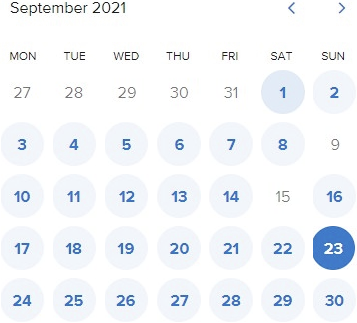 September 2021
MON TUE WED THU FRI SAT SUN
27 28 29 30 31 1 2
3 4 5 6 7 8 9
10 11 12 13 14 15 16
17 18 19 20 21 22 23
24 25 26 27 28 29 30